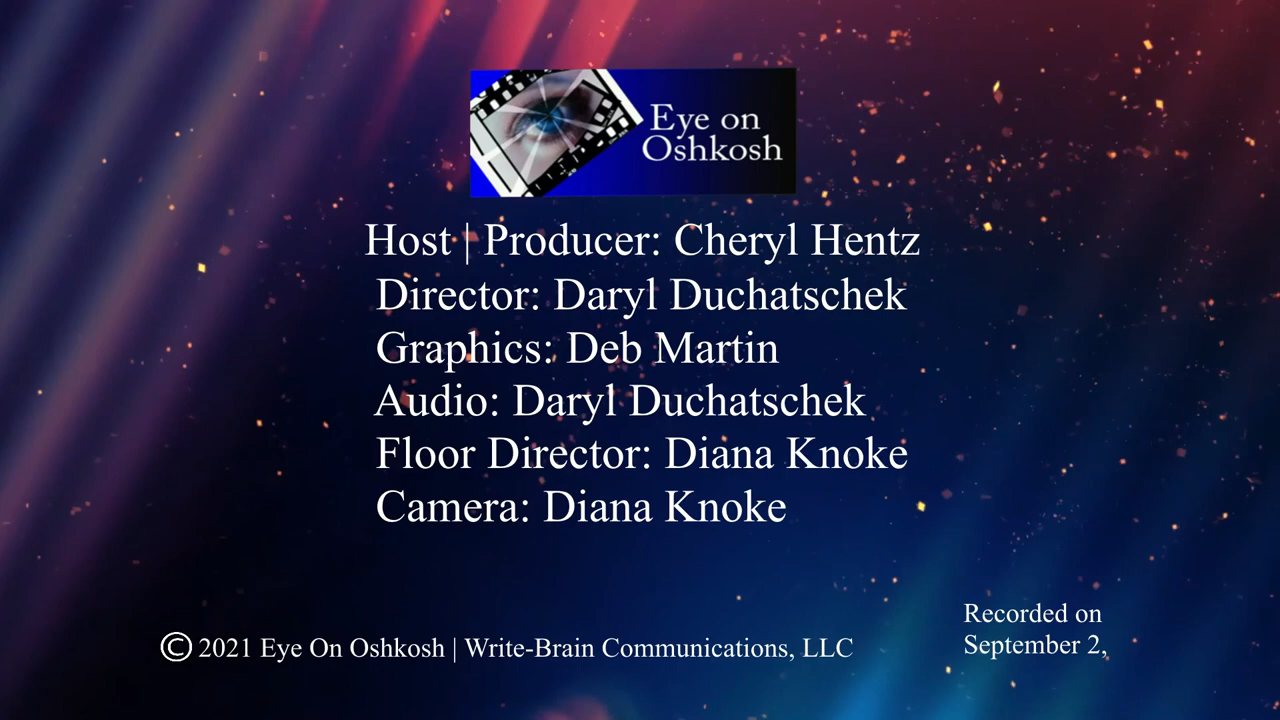 Eye on
Oshkosh
Host | Producer: Cheryl Hentz
Director: Daryl Duchatschek
Graphics: Deb Martin
Audio: Daryl Duchatschek
Floor Director: Diana Knoke
Camera: Diana Knoke
© 2021 Eye On Oshkosh | Write-Brain Communications, LLC
Recorded on
September 2,